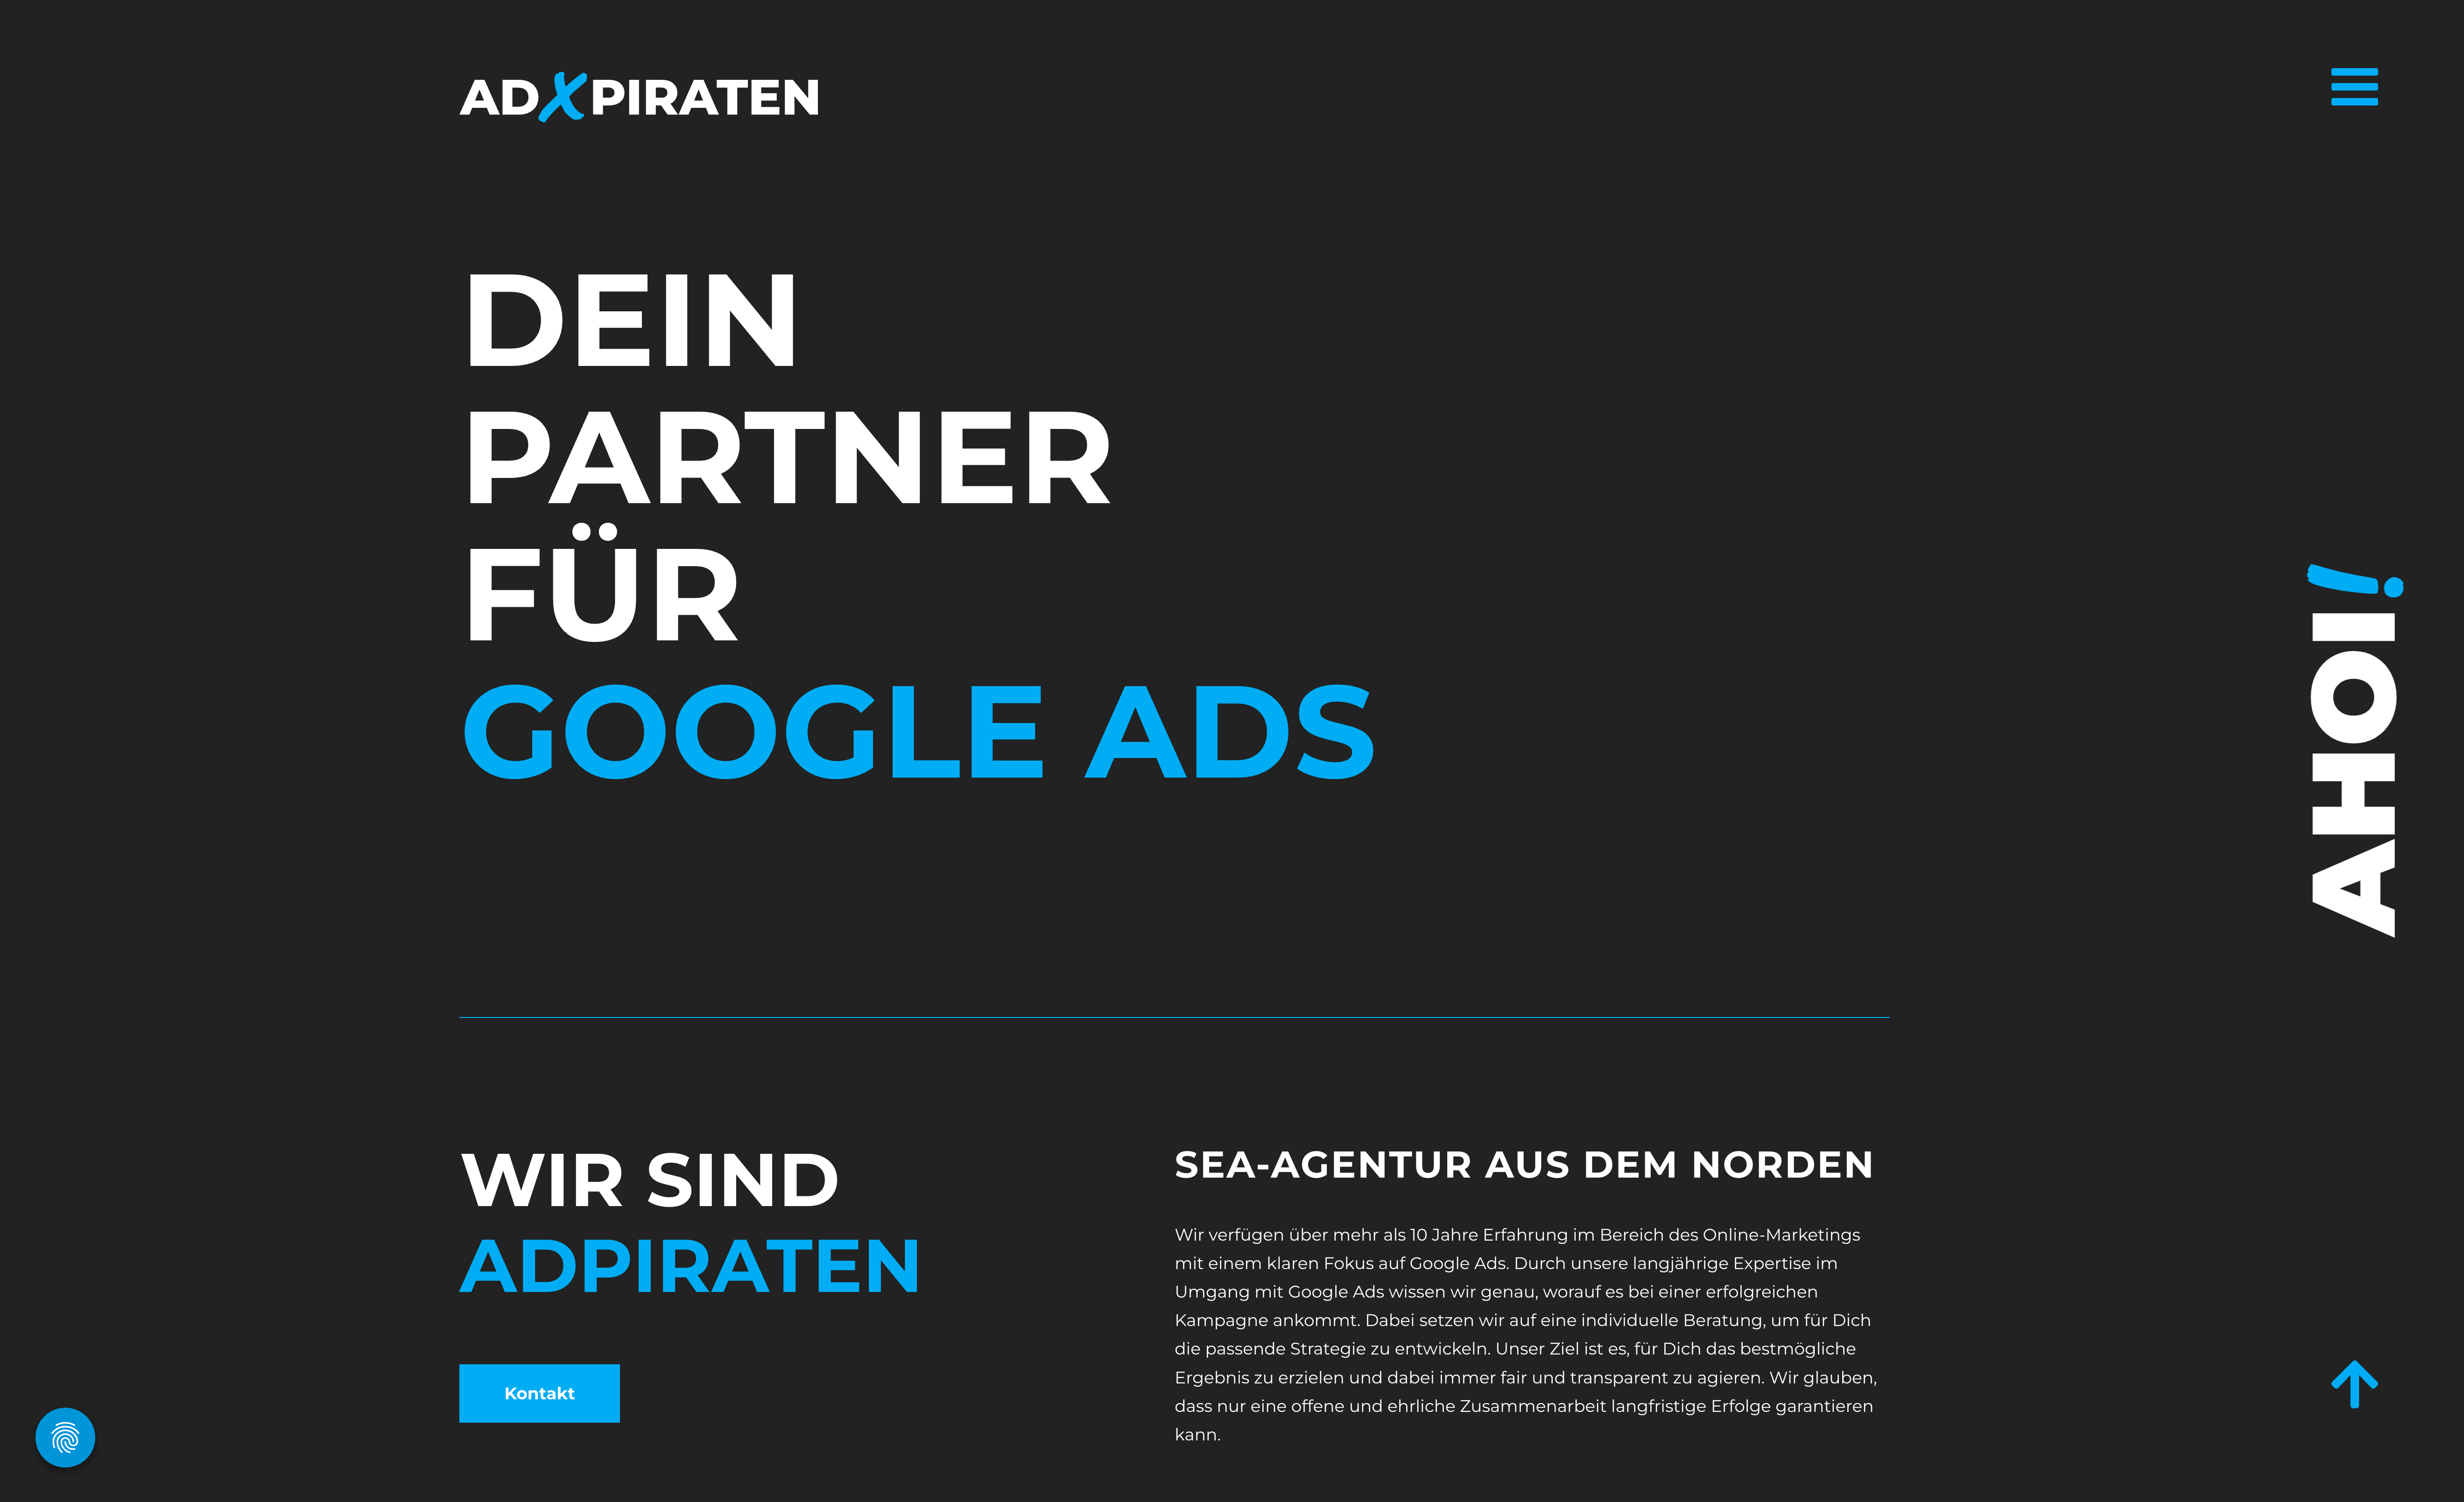 ADXPIRATEN
DEIN
PARTNER
FÜR
GOOGLE ADS
AHOI!
WIR SIND
ADPIRATEN
Kontakt
SEA-AGENTUR AUS DEM NORDEN
Wir verfügen über mehr als 10 Jahre Erfahrung im Bereich des Online-Marketings
mit einem klaren Fokus auf Google Ads. Durch unsere langjährige Expertise im
Umgang mit Google Ads wissen wir genau, worauf es bei einer erfolgreichen
Kampagne ankommt. Dabei setzen wir auf eine individuelle Beratung, um für Dich
die passende Strategie zu entwickeln. Unser Ziel ist es, für Dich das bestmögliche
Ergebnis zu erzielen und dabei immer fair und transparent zu agieren. Wir glauben,
dass nur eine offene und ehrliche Zusammenarbeit langfristige Erfolge garantieren
kann.